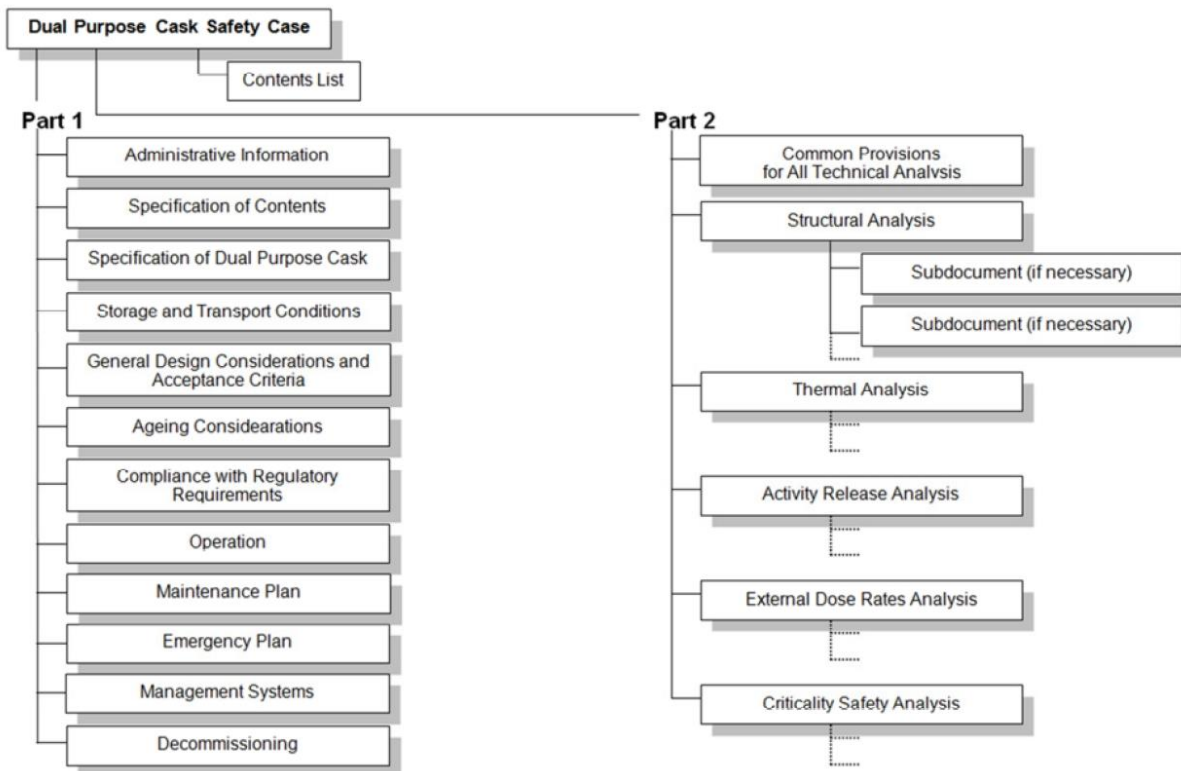 Dual Purpose Cask Safety Case
Contents List
Part 1
Administrative Information
Specification of Contents
Specification of Dual Purpose Cask
Storage and Transport Conditions
General Design Considerations and
Acceptance Criteria
Ageing Considearations
Compliance with Regulatory
Requirements
Operation
Maintenance Plan
Emergency Plan
Management Systems
Decommissioning
Part 2
Common Provisions
for All Technical Analvsis
Structural Analysis
Subdocument (if necessary)
Subdocument (if necessary)
Thermal Analysis
Activity Release Analysis
External Dose Rates Analysis
Criticality Safety Analysis